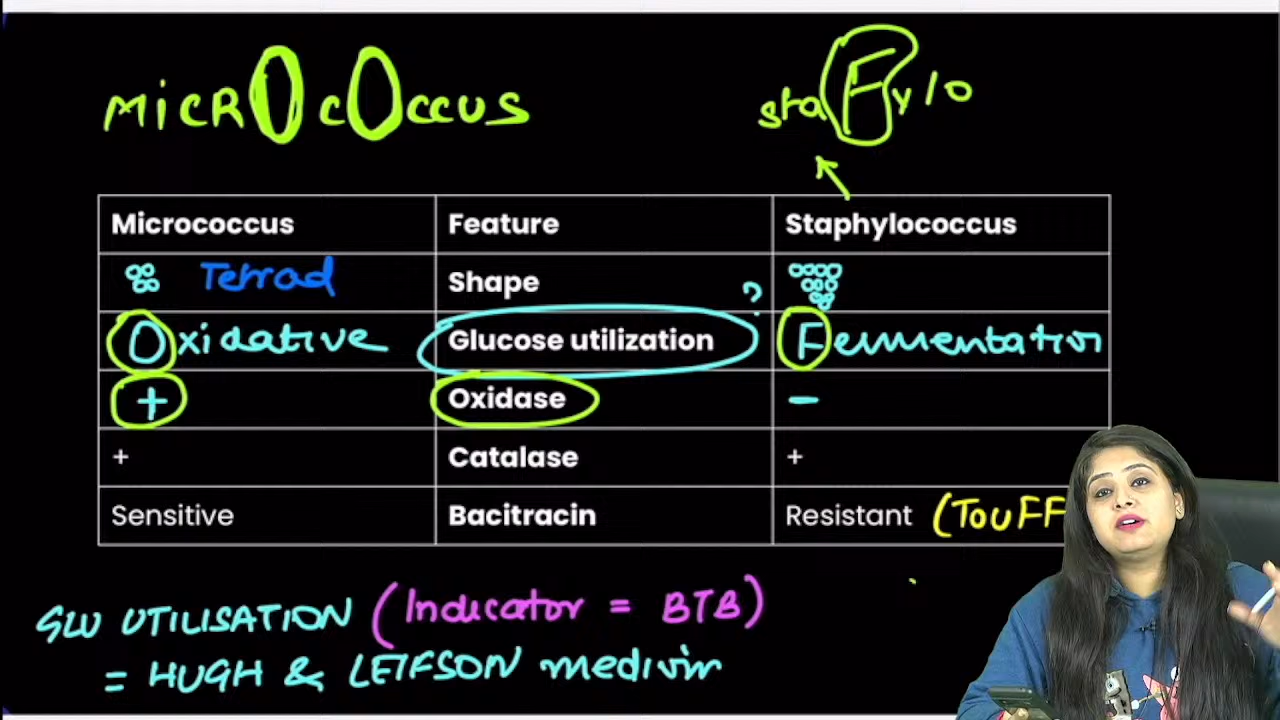 MicROcOccus staFylo
Micrococcus Feature Staphylococcus
Tetrad Shape
Oxidative Glucose utilization ? Fermentation
+ Oxidase -
+ Catalase +
Sensitive Bacitracin Resistant (TouFF
GLU UTILISATION (Indicator = BTB)
= HUGH & LEIFSON medium